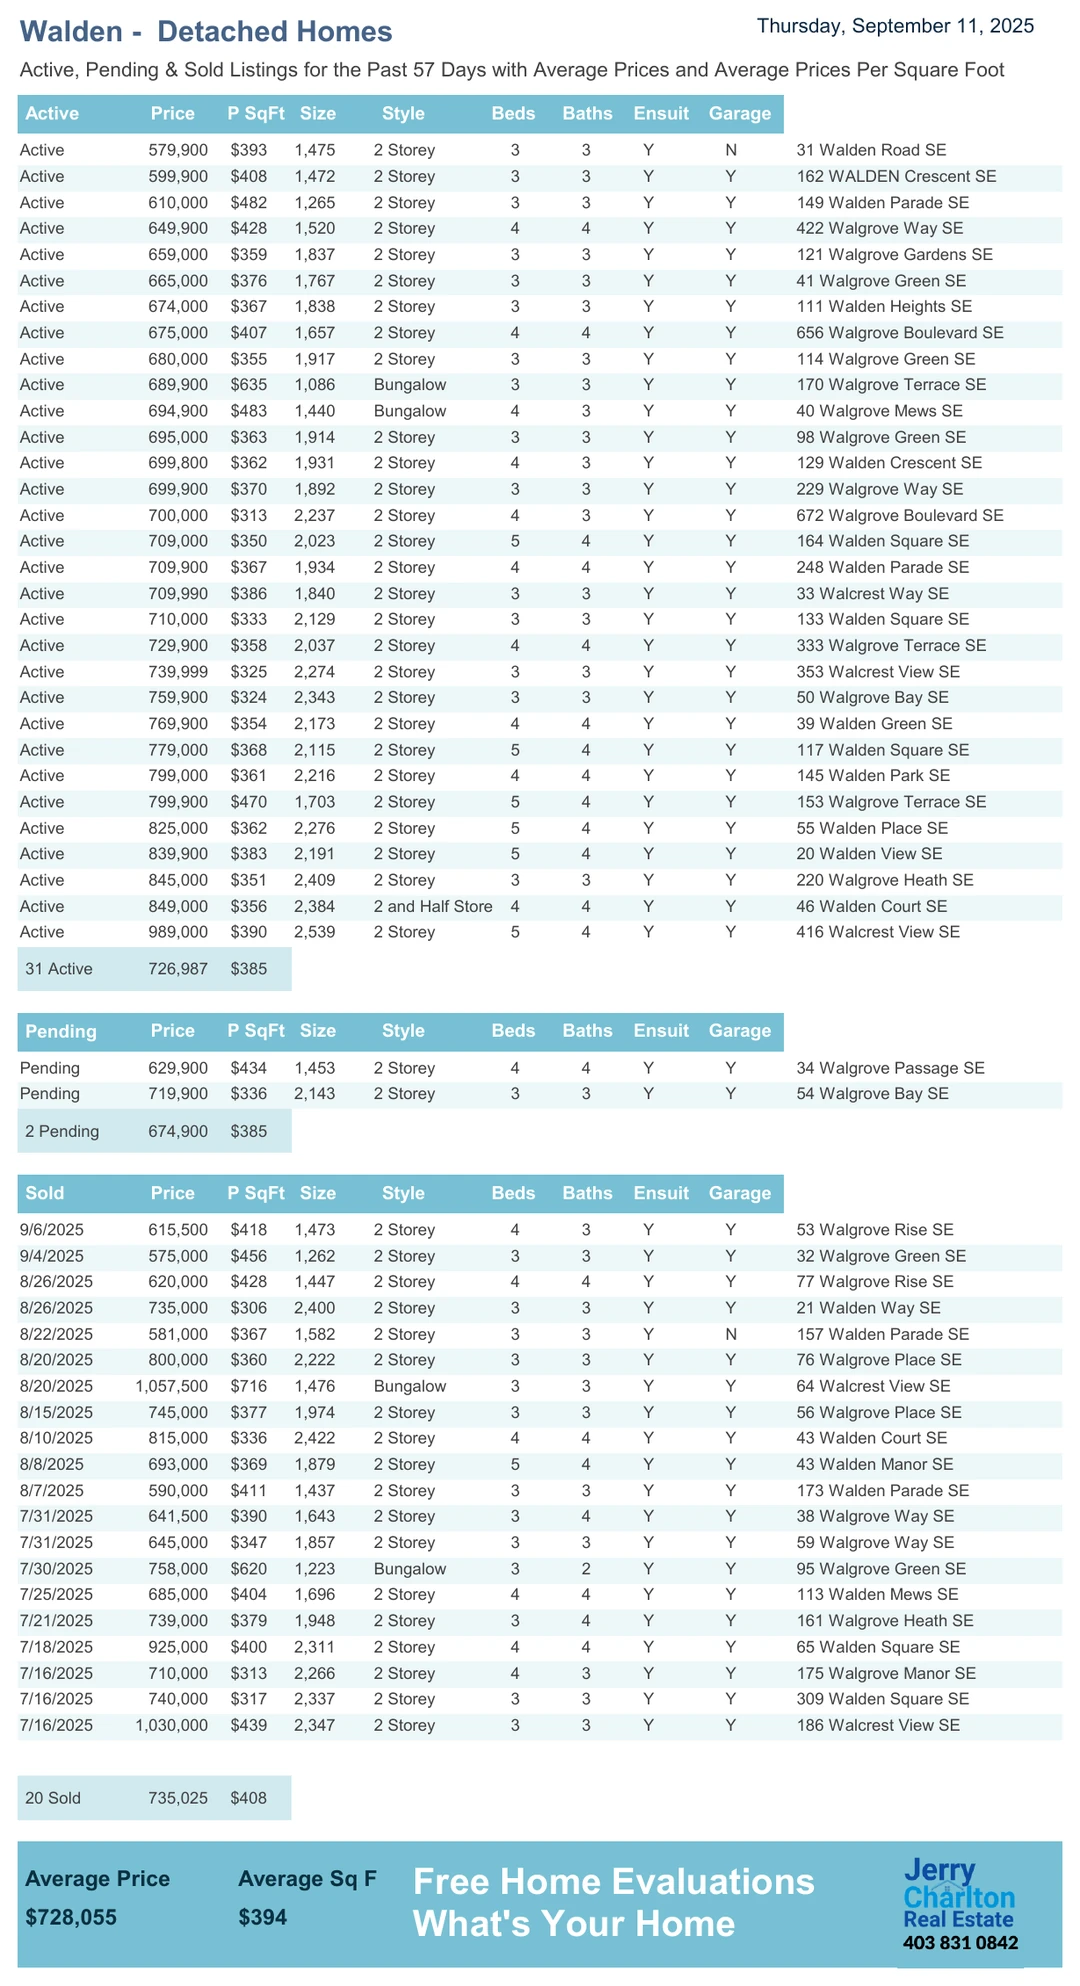 Walden - Detached Homes
Thursday, September 11, 2025
Active, Pending & Sold Listings for the Past 57 Days with Average Prices and Average Prices Per Square Foot
Active Price P SqFt Size Style Beds Baths Ensuit Garage
Active 579,900 $393 1,475 2 Storey 3 3 Y N 31 Walden Road SE
Active 599,900 $408 1,472 2 Storey 3 3 Y Y 162 WALDEN Crescent SE
Active 610,000 $482 1,265 2 Storey 3 3 Y Y 149 Walden Parade SE
Active 649,900 $428 1,520 2 Storey 4 4 Y Y 422 Walgrove Way SE
Active 659,000 $359 1,837 2 Storey 3 3 Y Y 121 Walgrove Gardens SE
Active 665,000 $376 1,767 2 Storey 3 3 Y Y 41 Walgrove Green SE
Active 674,000 $367 1,838 2 Storey 3 3 Y Y 111 Walden Heights SE
Active 675,000 $407 1,657 2 Storey 4 4 Y Y 656 Walgrove Boulevard SE
Active 680,000 $355 1,917 2 Storey 3 3 Y Y 114 Walgrove Green SE
Active 689,900 $635 1,086 Bungalow 3 3 Y Y 170 Walgrove Terrace SE
Active 694,900 $483 1,440 Bungalow 4 3 Y Y 40 Walgrove Mews SE
Active 695,000 $363 1,914 2 Storey 3 3 Y Y 98 Walgrove Green SE
Active 699,800 $362 1,931 2 Storey 4 3 Y Y 129 Walden Crescent SE
Active 699,900 $370 1,892 2 Storey 3 3 Y Y 229 Walgrove Way SE
Active 700,000 $313 2,237 2 Storey 4 3 Y Y 672 Walgrove Boulevard SE
Active 709,000 $350 2,023 2 Storey 5 4 Y Y 164 Walden Square SE
Active 709,900 $367 1,934 2 Storey 4 4 Y Y 248 Walden Parade SE
Active 709,990 $386 1,840 2 Storey 3 3 Y Y 33 Walcrest Way SE
Active 710,000 $333 2,129 2 Storey 3 3 Y Y 133 Walden Square SE
Active 729,900 $358 2,037 2 Storey 4 4 Y Y 333 Walgrove Terrace SE
Active 739,999 $325 2,274 2 Storey 3 3 Y Y 353 Walcrest View SE
Active 759,900 $324 2,343 2 Storey 3 3 Y Y 50 Walgrove Bay SE
Active 769,900 $354 2,173 2 Storey 4 4 Y Y 39 Walden Green SE
Active 779,000 $368 2,115 2 Storey 5 4 Y Y 117 Walden Square SE
Active 799,000 $361 2,216 2 Storey 4 4 Y Y 145 Walden Park SE
Active 799,900 $470 1,703 2 Storey 5 4 Y Y 153 Walgrove Terrace SE
Active 825,000 $362 2,276 2 Storey 5 4 Y Y 55 Walden Place SE
Active 839,900 $383 2,191 2 Storey 5 4 Y Y 20 Walden View SE
Active 845,000 $351 2,409 2 Storey 3 3 Y Y 220 Walgrove Heath SE
Active 849,000 $356 2,384 2 and Half Store 4 4 Y Y 46 Walden Court SE
Active 989,000 $390 2,539 2 Storey 5 4 Y Y 416 Walcrest View SE
31 Active 726,987 $385
Pending Price P SqFt Size Style Beds Baths Ensuit Garage
Pending 629,900 $434 1,453 2 Storey 4 4 Y Y 34 Walgrove Passage SE
Pending 719,900 $336 2,143 2 Storey 3 3 Y Y 54 Walgrove Bay SE
2 Pending 674,900 $385
Sold Price P SqFt Size Style Beds Baths Ensuit Garage
9/6/2025 615,500 $418 1,473 2 Storey 4 3 Y Y 53 Walgrove Rise SE
9/4/2025 575,000 $456 1,262 2 Storey 3 3 Y Y 32 Walgrove Green SE
8/26/2025 620,000 $428 1,447 2 Storey 4 4 Y Y 77 Walgrove Rise SE
8/26/2025 735,000 $306 2,400 2 Storey 3 3 Y Y 21 Walden Way SE
8/22/2025 581,000 $367 1,582 2 Storey 3 3 Y N 157 Walden Parade SE
8/20/2025 800,000 $360 2,222 2 Storey 3 3 Y Y 76 Walgrove Place SE
8/20/2025 1,057,500 $716 1,476 Bungalow 3 3 Y Y 64 Walcrest View SE
8/15/2025 745,000 $377 1,974 2 Storey 3 3 Y Y 56 Walgrove Place SE
8/10/2025 815,000 $336 2,422 2 Storey 4 4 Y Y 43 Walden Court SE
8/8/2025 693,000 $369 1,879 2 Storey 5 4 Y Y 43 Walden Manor SE
8/7/2025 590,000 $411 1,437 2 Storey 3 3 Y Y 173 Walden Parade SE
7/31/2025 641,500 $390 1,643 2 Storey 3 4 Y Y 38 Walgrove Way SE
7/31/2025 645,000 $347 1,857 2 Storey 3 3 Y Y 59 Walgrove Way SE
7/30/2025 758,000 $620 1,223 Bungalow 3 2 Y Y 95 Walgrove Green SE
7/25/2025 685,000 $404 1,696 2 Storey 4 4 Y Y 113 Walden Mews SE
7/21/2025 739,000 $379 1,948 2 Storey 3 4 Y Y 161 Walgrove Heath SE
7/18/2025 925,000 $400 2,311 2 Storey 4 4 Y Y 65 Walden Square SE
7/16/2025 710,000 $313 2,266 2 Storey 4 3 Y Y 175 Walgrove Manor SE
7/16/2025 740,000 $317 2,337 2 Storey 3 3 Y Y 309 Walden Square SE
7/16/2025 1,030,000 $439 2,347 2 Storey 3 3 Y Y 186 Walcrest View SE
20 Sold 735,025 $408
Average Price Average Sq F
$728,055 $394
Free Home Evaluations
What's Your Home
Jerry
Charlton
Real Estate
403 831 0842